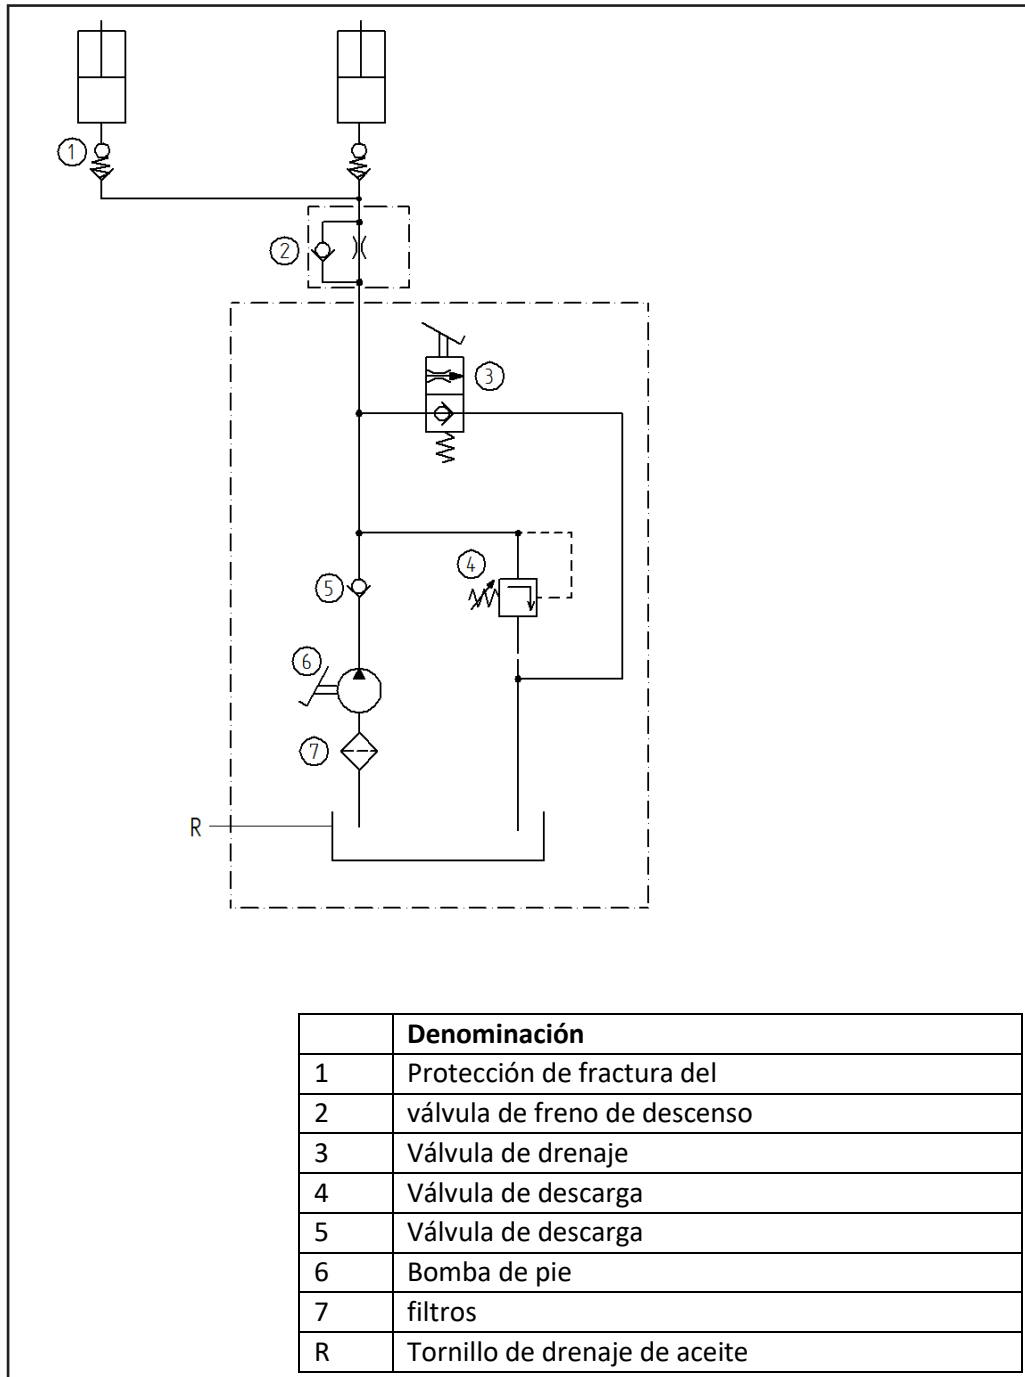 1
2
3
4
5
6
7
R
Denominación
1 Protección de fractura del
2 válvula de freno de descenso
3 Válvula de drenaje
4 Válvula de descarga
5 Válvula de descarga
6 Bomba de pie
7 filtros
R Tornillo de drenaje de aceite